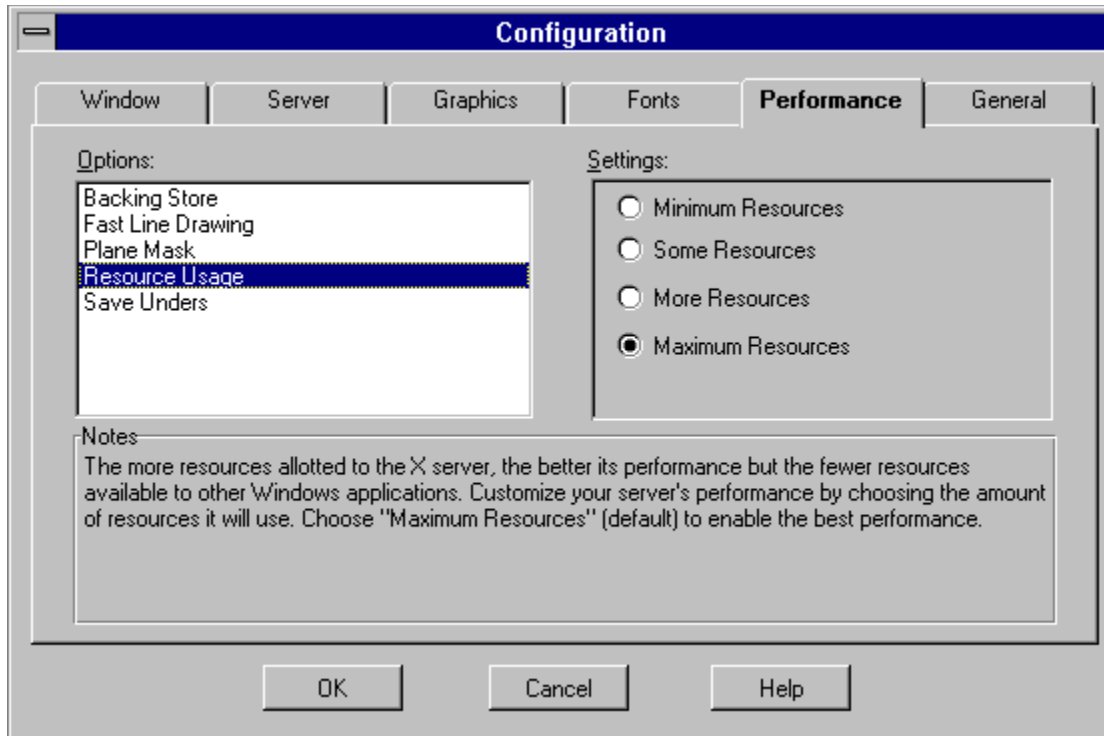 Configuration
Window
Server
Graphics
Fonts
Performance
General
Options:
Backing Store
Fast Line Drawing
Plane Mask
Resource Usage
Save Unders
Settings:
Minimum Resources
Some Resources
More Resources
Maximum Resources
Notes
The more resources allotted to the X server, the better its performance but the fewer resources
available to other Windows applications. Customize your server's performance by choosing the amount
of resources it will use. Choose "Maximum Resources" (default) to enable the best performance.
OK
Cancel
Help